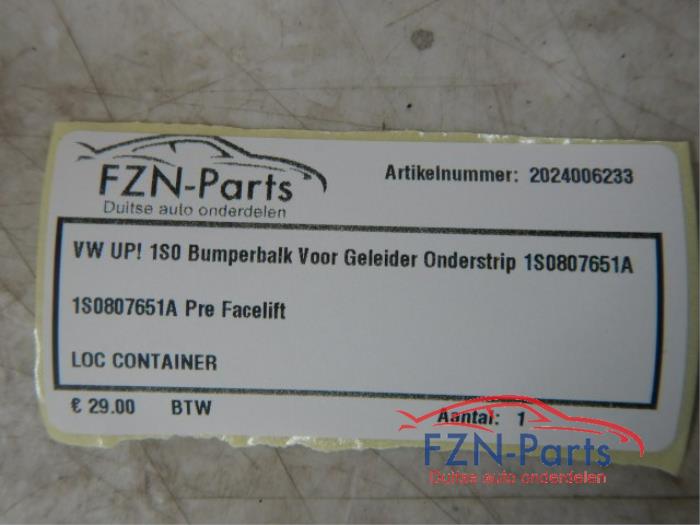 FZN-Parts
Duitse auto onderdelen
Artikelnummer: 2024006233
VW UP! 1S0 Bumperbalk Voor Geleider Onderstrip 1S0807651A
1S0807651A Pre Facelift
LOC CONTAINER
€ 29.00 BTW
Aantal: 1
FZN-Parts
Duitse auto onderdelen